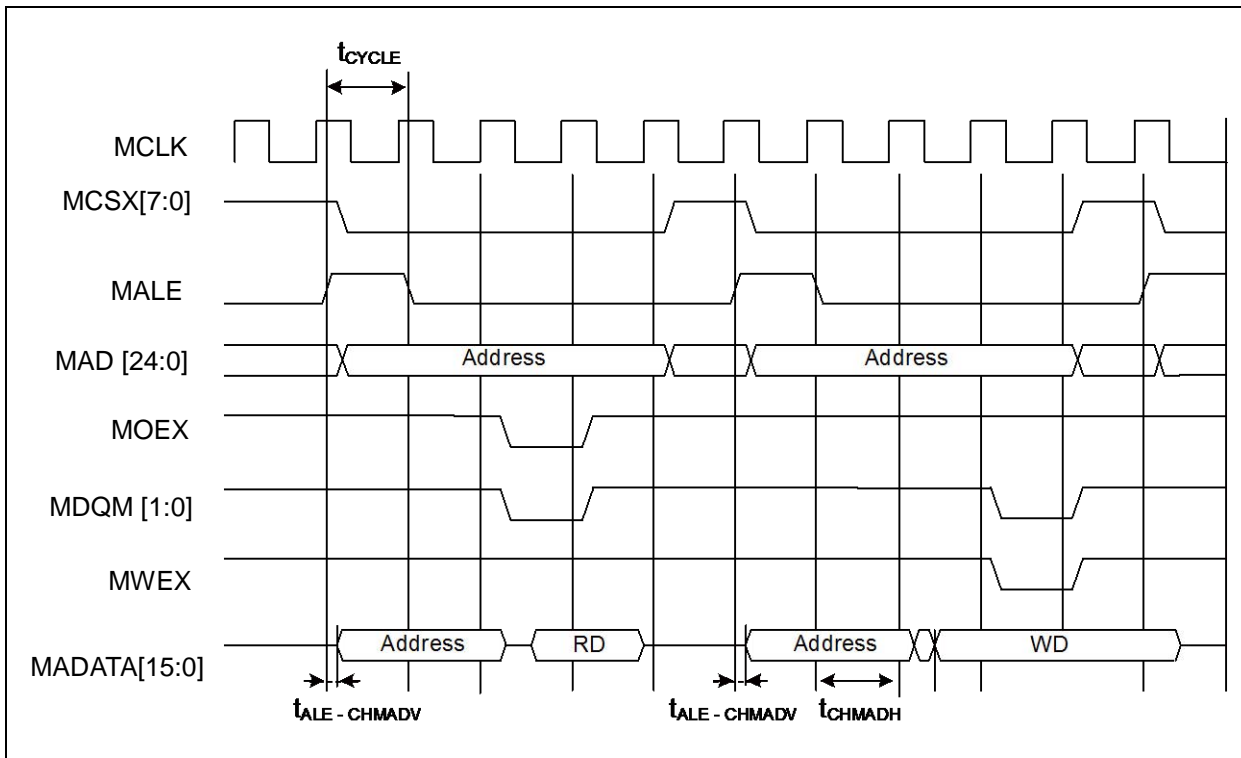 tCYCLE
MCLK
MCSX[7:0]
MALE
MAD [24:0]
Address
Address
MOEX
MDQM [1:0]
MWEX
MADATA[15:0]
Address
RD
Address
WD
tALE - CHMADV
tALE - CHMADV
tCHMADH